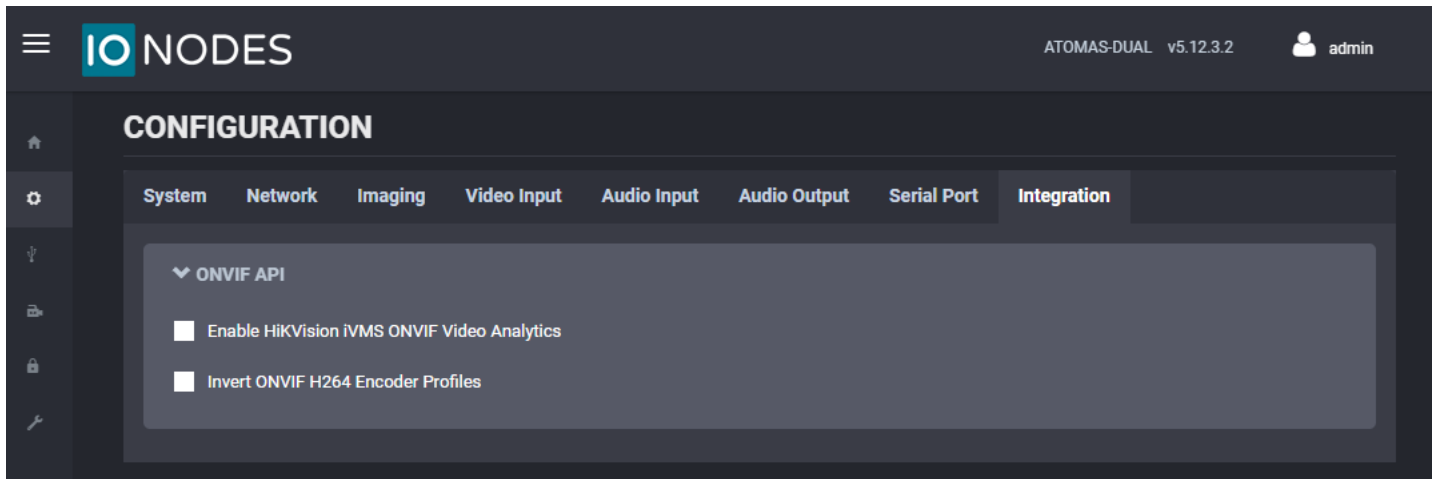 IO NODES ATOMAS-DUAL v5.12.3.2 admin
CONFIGURATION
System Network Imaging Video Input Audio Input Audio Output Serial Port Integration
ONVIF API
Enable HiKVision iVMS ONVIF Video Analytics
Invert ONVIF H264 Encoder Profiles